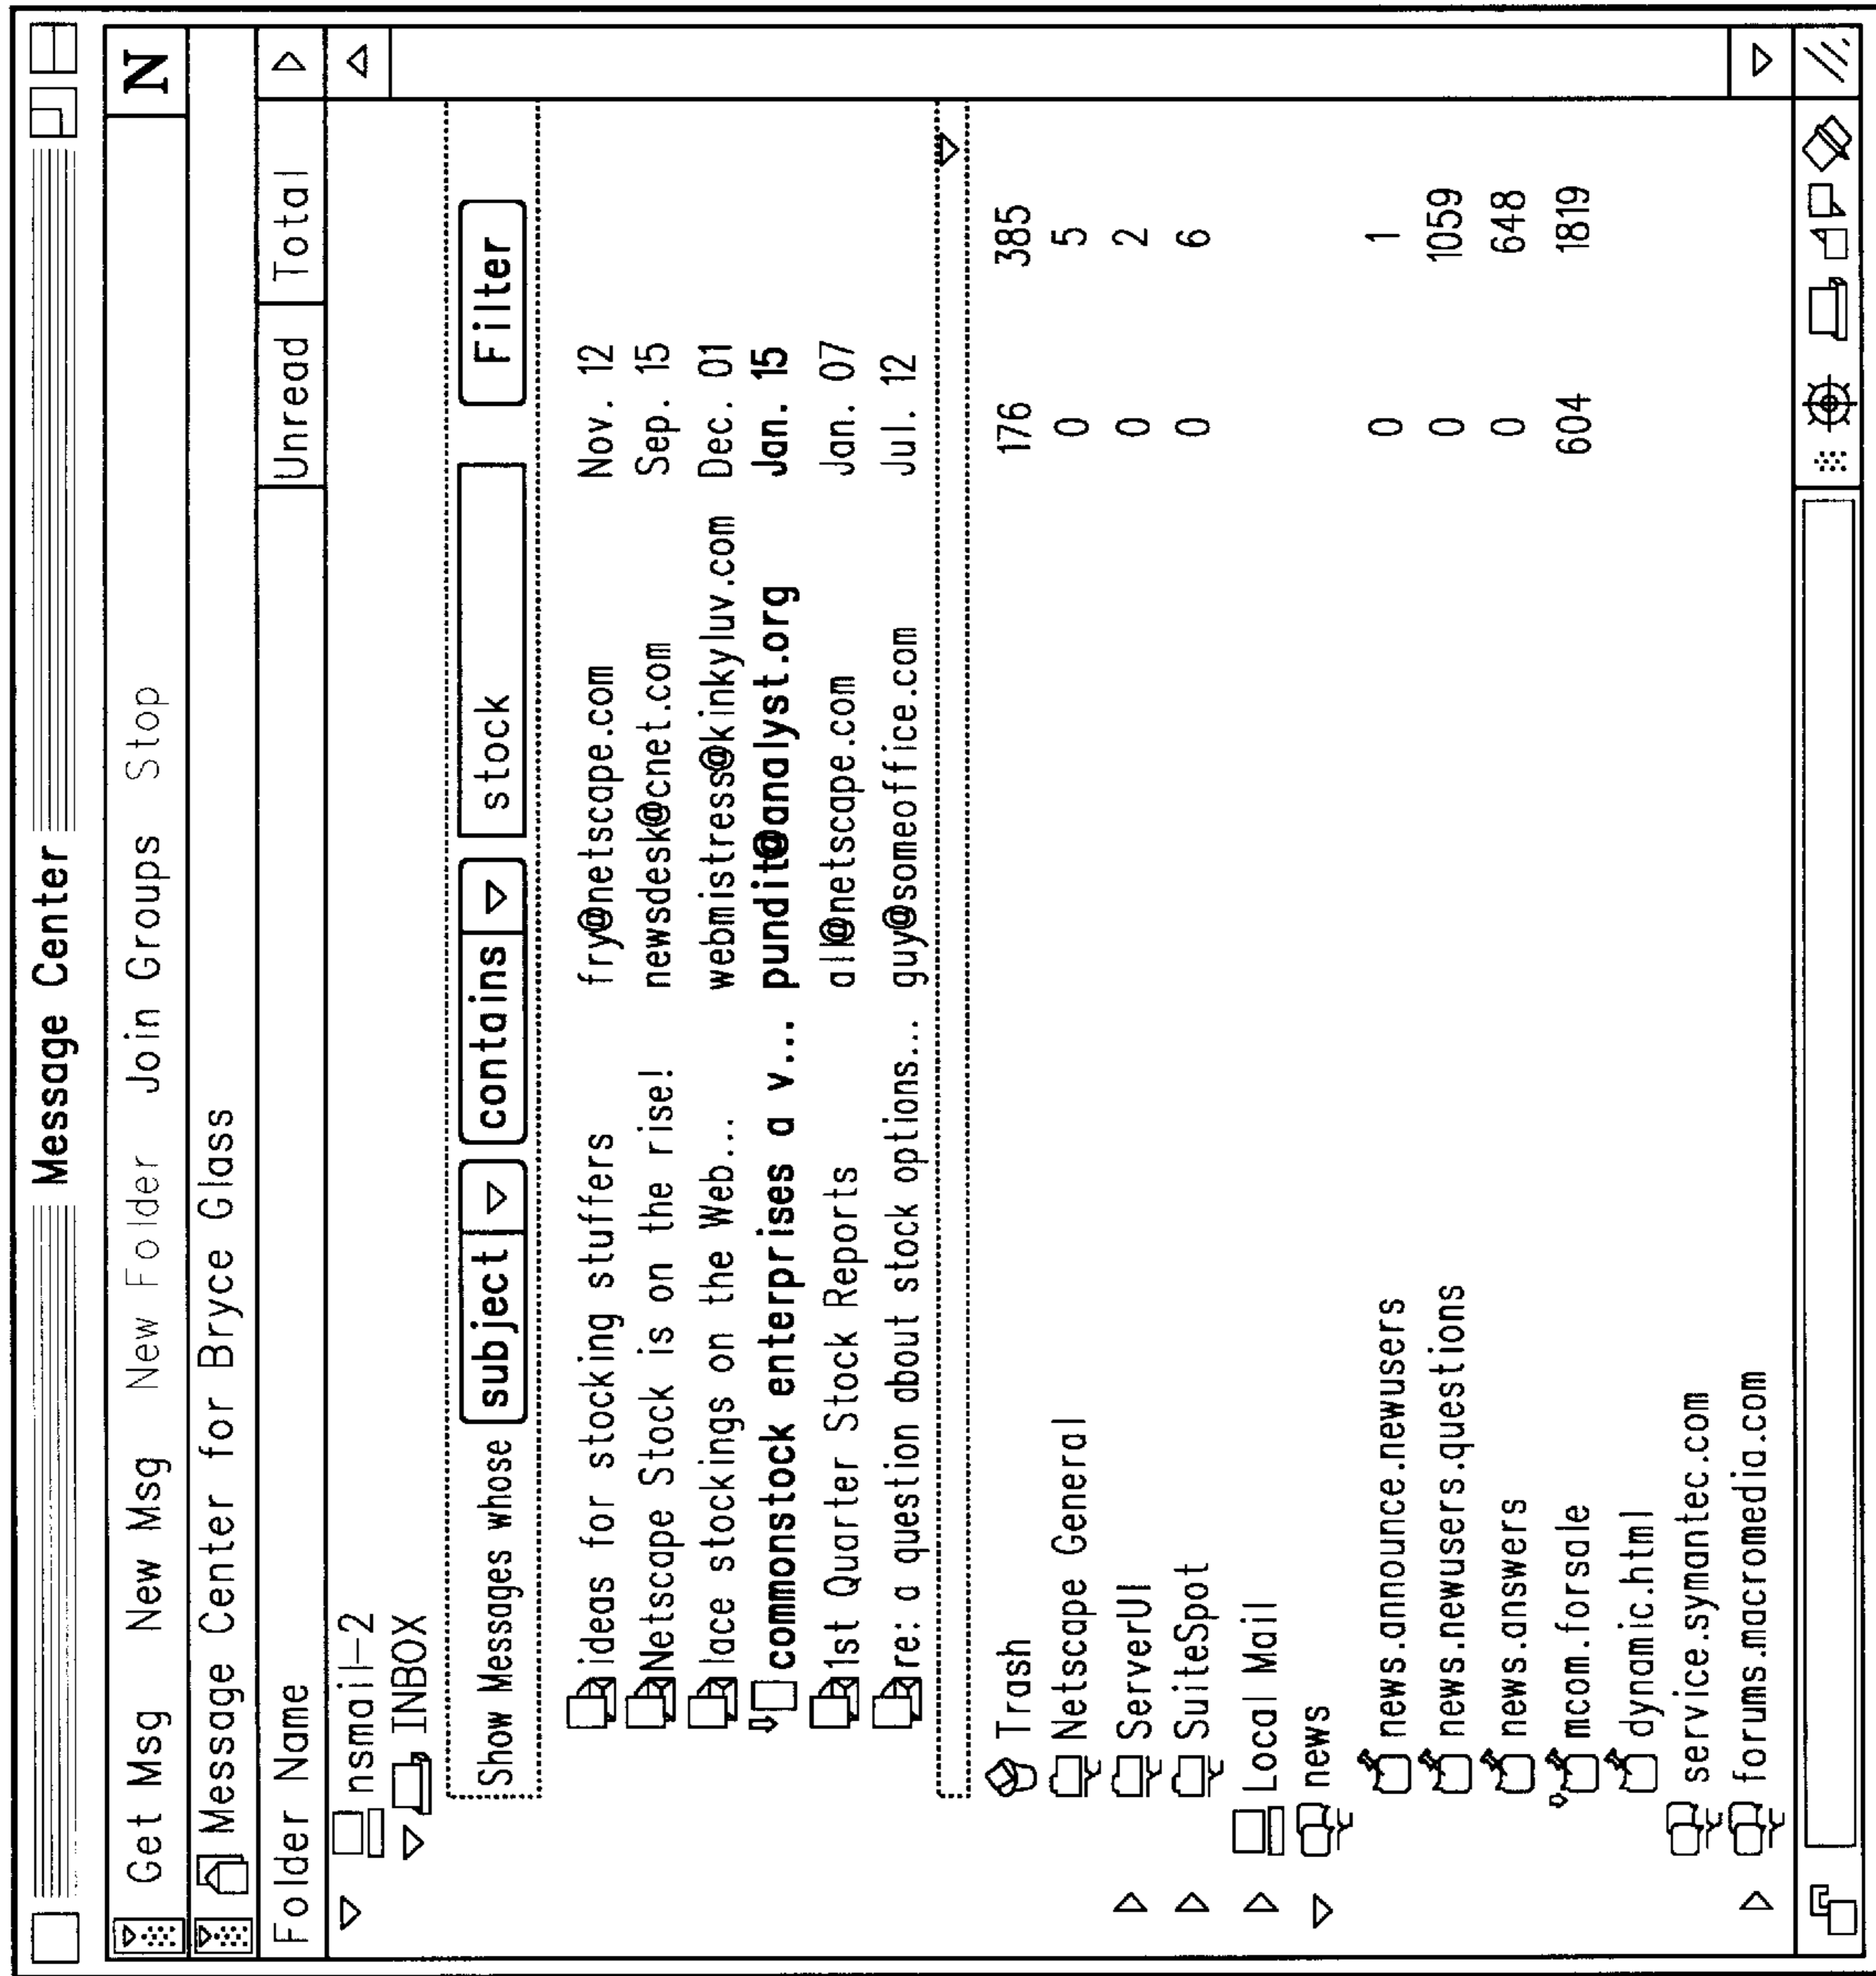 Message Center
Get Msg New Msg New Folder Join Groups Stop N
Message Center for Bryce Glass
Folder Name Unread Total
nsmail-2
INBOX
Show Messages whose subject contains stock Filter
ideas for stocking stuffers fry@netscape.com Nov. 12
Netscape Stock is on the rise! newsdesk@cnet.com Sep. 15
lace stockings on the Web... webmistress@kinkyluv.com Dec. 01
commonstock enterprises a v... pundit@analyst.org Jan. 15
1st Quarter Stock Reports all@netscape.com Jan. 07
re: a question about stock options... guy@someoffice.com Jul. 12
Trash 176 385
Netscape General 0 5
ServerUI 0 2
SuiteSpot 0 6
Local Mail
news
news.announce.newusers 0 1
news.newusers.questions 0 1059
news.answers 0 648
mcom.forsale 604 1819
dynamic.html
service.symantec.com
forums.macromedia.com